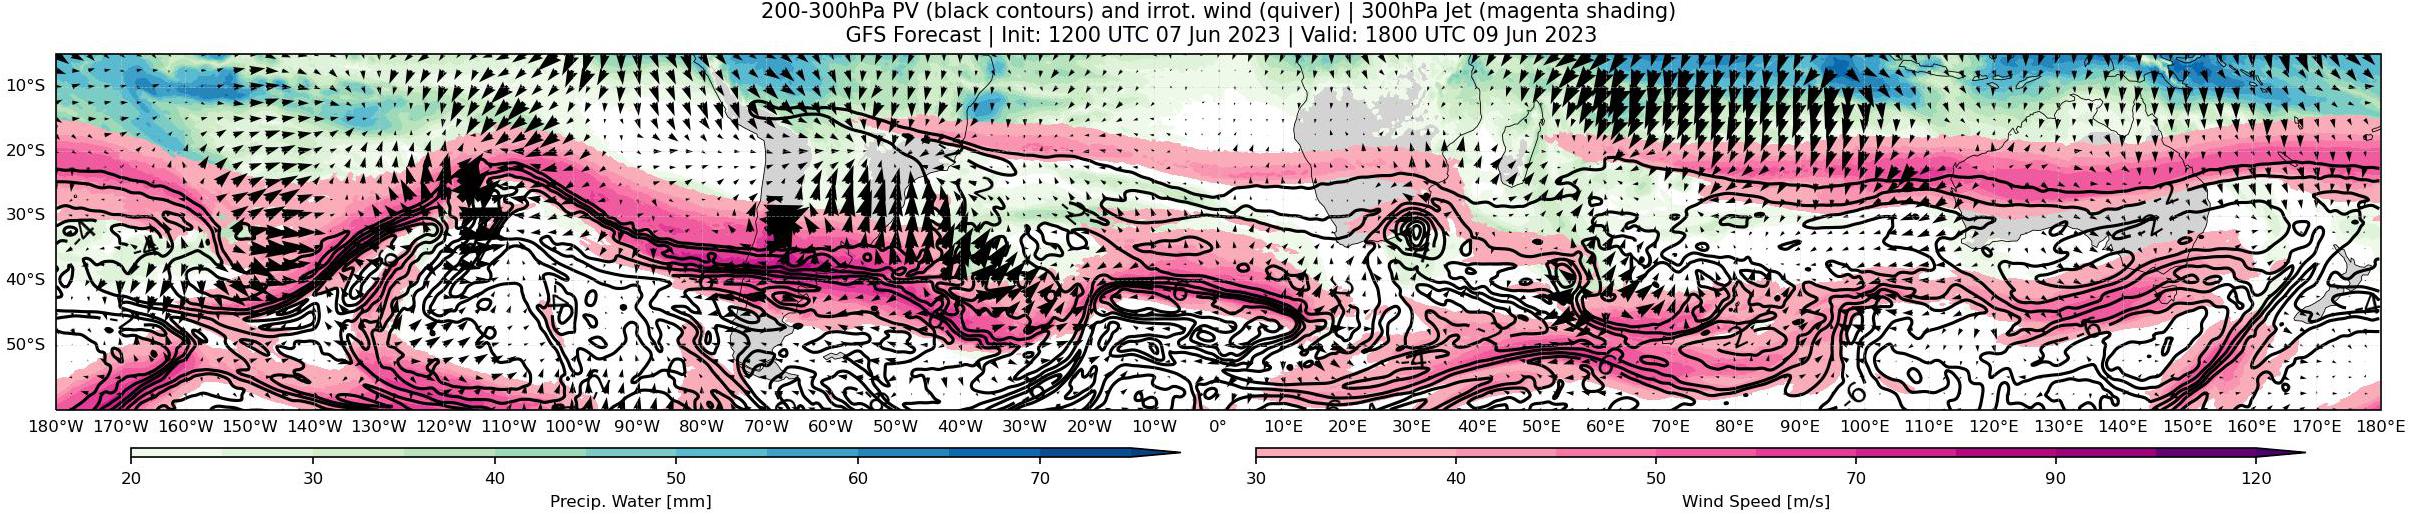 200-300hPa PV (black contours) and irrot. wind (quiver) | 300hPa Jet (magenta shading)
GFS Forecast | Init: 1200 UTC 07 Jun 2023 | Valid: 1800 UTC 09 Jun 2023
10°S
20°S
30°S
40°S
50°S
180°W 170°W 160°W 150°W 140°W 130°W 120°W 110°W 100°W 90°W 80°W 70°W 60°W 50°W 40°W 30°W 20°W 10°W 0° 10°E 20°E 30°E 40°E 50°E 60°E 70°E 80°E 90°E 100°E 110°E 120°E 130°E 140°E 150°E 160°E 170°E 180°E
20 30 40 50 60 70
Precip. Water [mm]
30 40 50 70 90 120
Wind Speed [m/s]